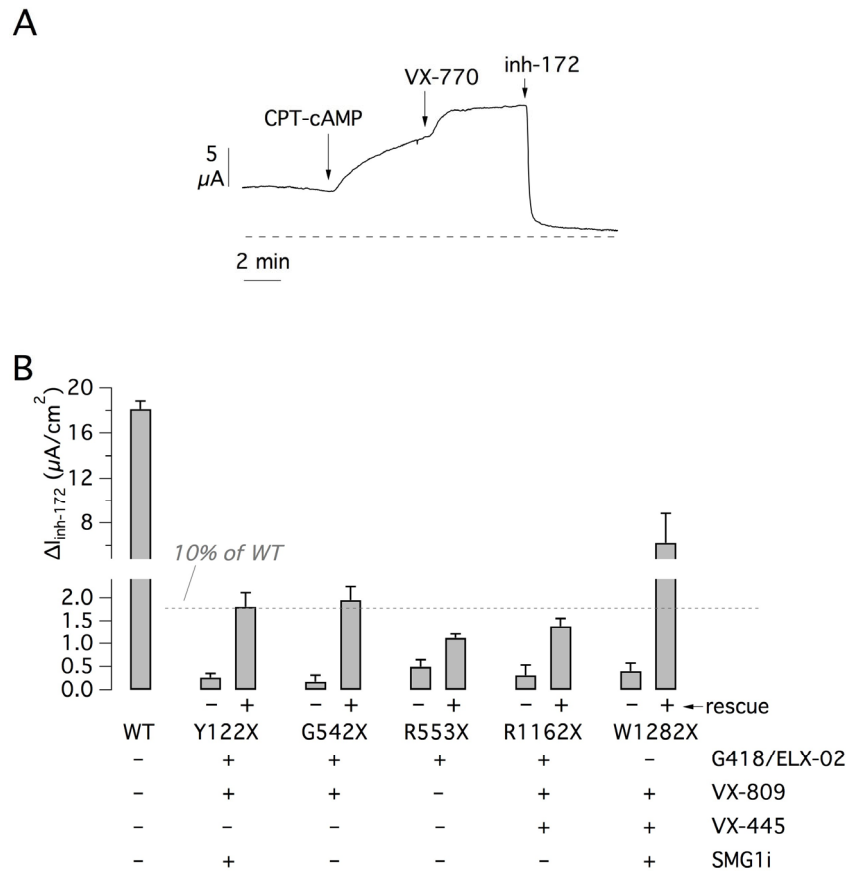 A
inh-172
VX-770
CPT-cAMP
5
µA
2 min
B
20
16
12
8
2.0
1.5
1.0
0.5
0.0
ΔIinh-172 (µA/cm2)
10% of WT
– + – + – + – + – + rescue
WT Y122X G542X R553X R1162X W1282X
– + + + + – G418/ELX-02
– + + – + + VX-809
– – – – + + VX-445
– + – – – + SMG1i